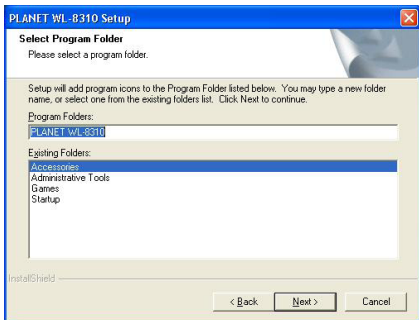 PLANET WL-8310 Setup
Select Program Folder
Please select a program folder.
Setup will add program icons to the Program Folder listed below. You may type a new folder
name, or select one from the existing folders list. Click Next to continue.
Program Folders:
PLANET WL-8310
Existing Folders:
Accessories
Administrative Tools
Games
Startup
InstallShield
< Back Next > Cancel